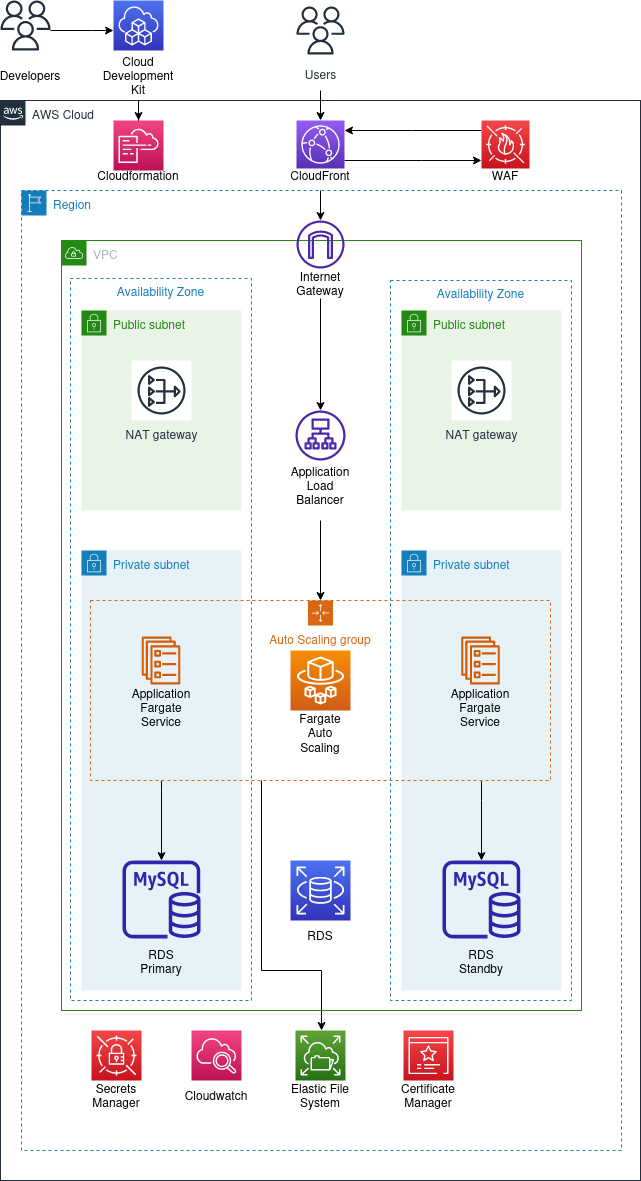 Developers
Cloud
Development
Kit
Users
aws
AWS Cloud
Cloudformation
CloudFront
WAF
Region
VPC
Internet
Gateway
Availability Zone
Availability Zone
Public subnet
Public subnet
NAT gateway
NAT gateway
Application
Load
Balancer
Private subnet
Private subnet
Auto Scaling group
Application
Fargate
Service
Fargate
Auto
Scaling
Application
Fargate
Service
MySQL
RDS
Primary
RDS
MySQL
RDS
Standby
Secrets
Manager
Cloudwatch
Elastic File
System
Certificate
Manager